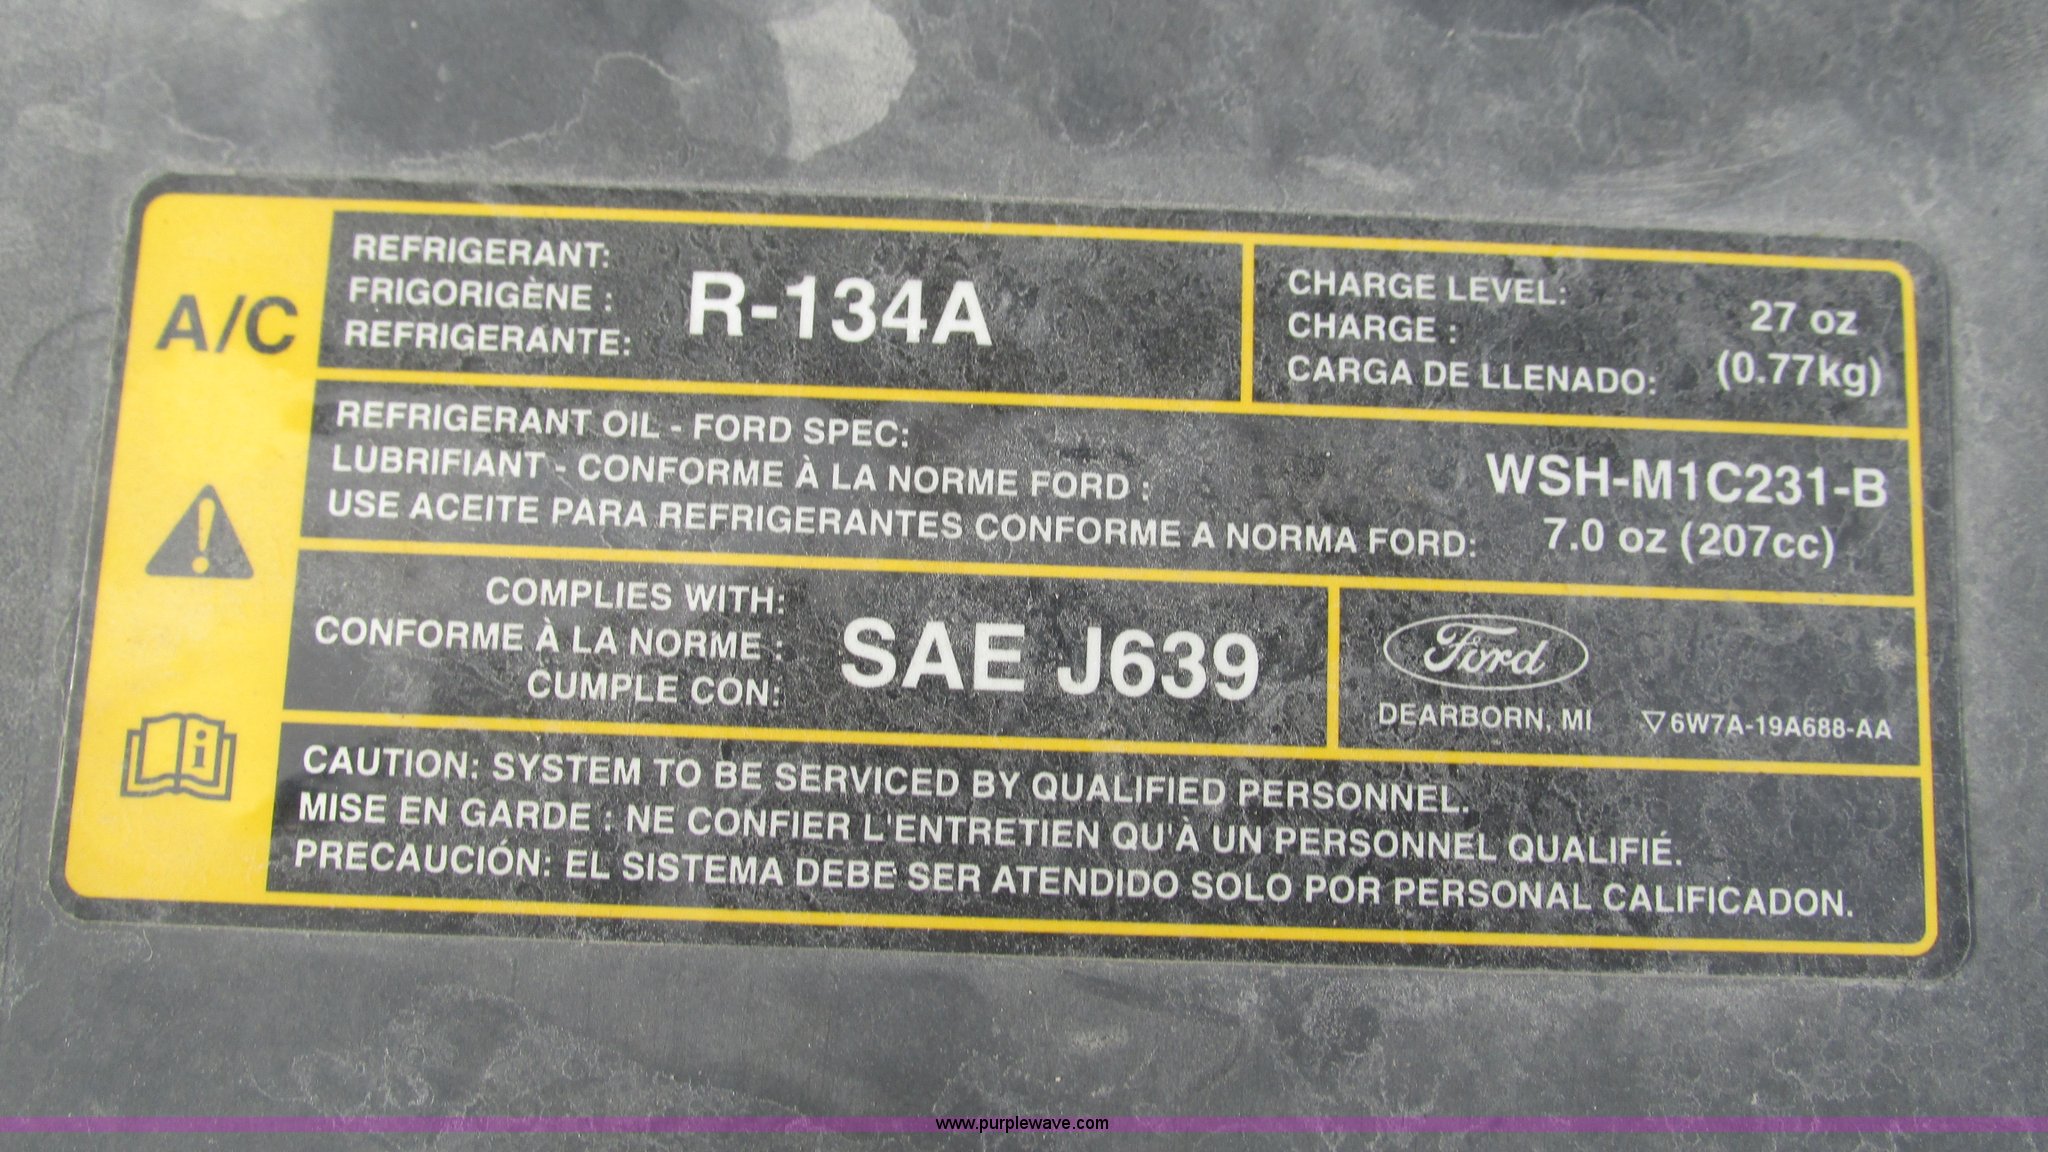 A/C
REFRIGERANT:
FRIGORIGÈNE :
REFRIGERANTE:
R-134A
CHARGE LEVEL:
CHARGE :
CARGA DE LLENADO:
27 oz
(0.77kg)
REFRIGERANT OIL - FORD SPEC:
LUBRIFIANT - CONFORME À LA NORME FORD :
USE ACEITE PARA REFRIGERANTES CONFORME A NORMA FORD:
WSH-M1C231-B
7.0 oz (207cc)
COMPLIES WITH:
CONFORME À LA NORME :
CUMPLE CON:
SAE J639
Ford
DEARBORN, MI
▽6W7A-19A688-AA
CAUTION: SYSTEM TO BE SERVICED BY QUALIFIED PERSONNEL.
MISE EN GARDE : NE CONFIER L'ENTRETIEN QU'À UN PERSONNEL QUALIFIÉ.
PRECAUCIÓN: EL SISTEMA DEBE SER ATENDIDO SOLO POR PERSONAL CALIFICADON.
www.purplewave.com